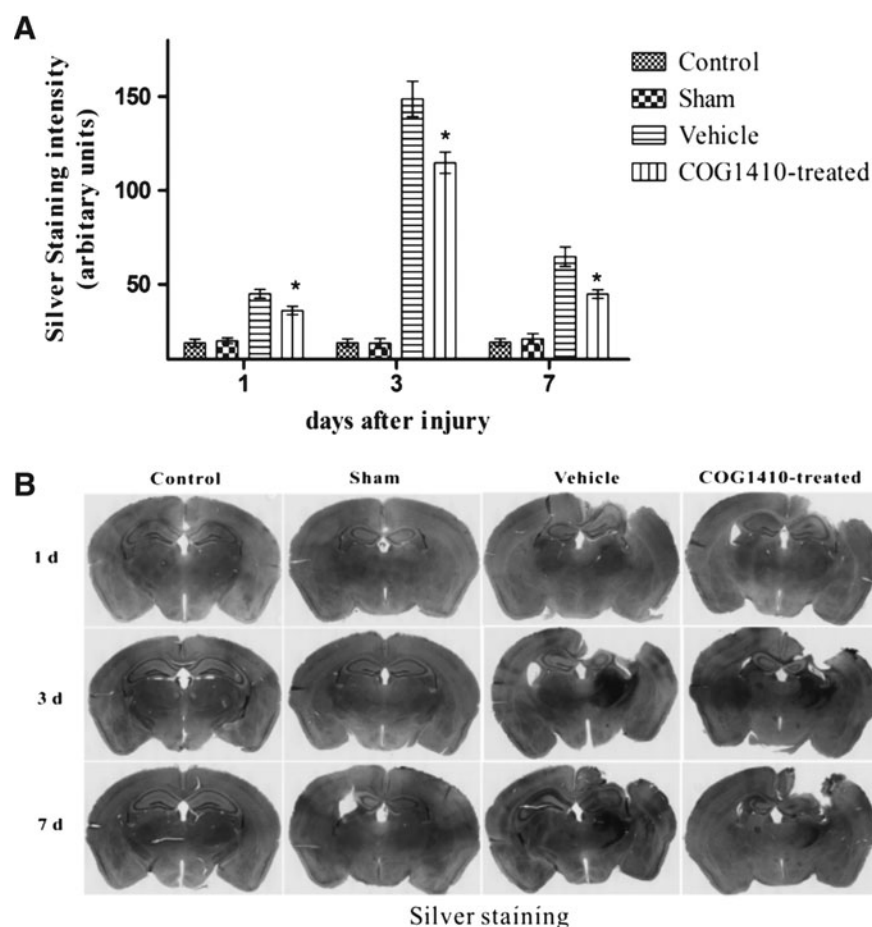 A
Silver Staining intensity
(arbitary units)
150
100
50
*
*
*
1
3
7
days after injury
Control
Sham
Vehicle
COG1410-treated
B
Control
Sham
Vehicle
COG1410-treated
1 d
3 d
7 d
Silver staining